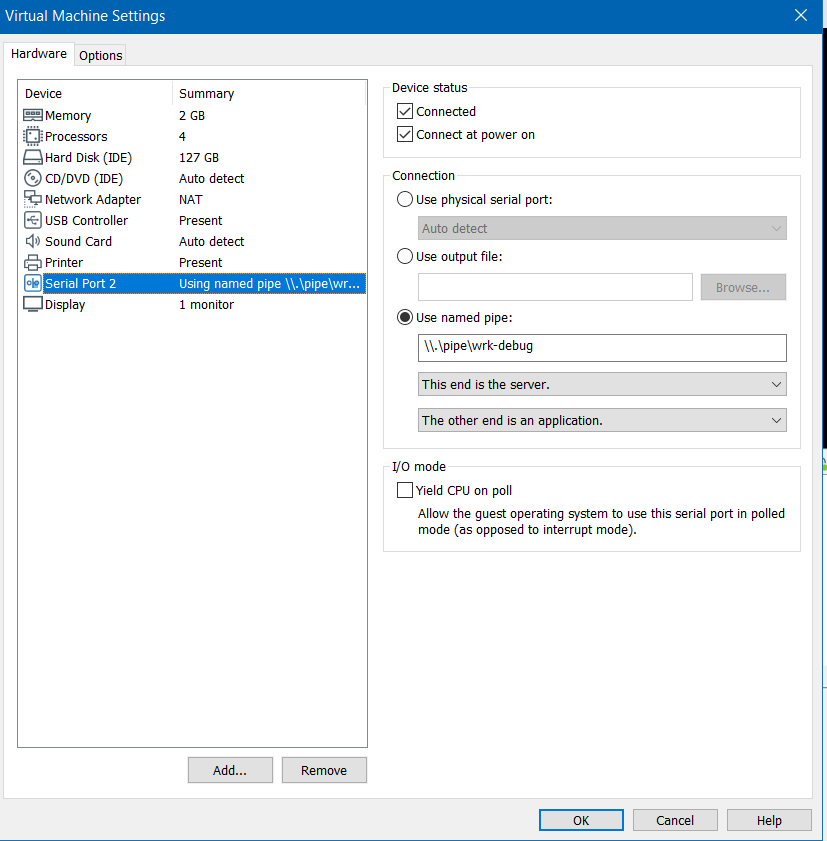 Virtual Machine Settings
Hardware
Options
Device Summary
Memory 2 GB
Processors 4
Hard Disk (IDE) 127 GB
CD/DVD (IDE) Auto detect
Network Adapter NAT
USB Controller Present
Sound Card Auto detect
Printer Present
Serial Port 2 Using named pipe \\.\pipe\wr...
Display 1 monitor
Add...
Remove
Device status
Connected
Connect at power on
Connection
Use physical serial port:
Auto detect
Use output file:
Browse...
Use named pipe:
\\.\pipe\wrk-debug
This end is the server.
The other end is an application.
I/O mode
Yield CPU on poll
Allow the guest operating system to use this serial port in polled
mode (as opposed to interrupt mode).
OK
Cancel
Help